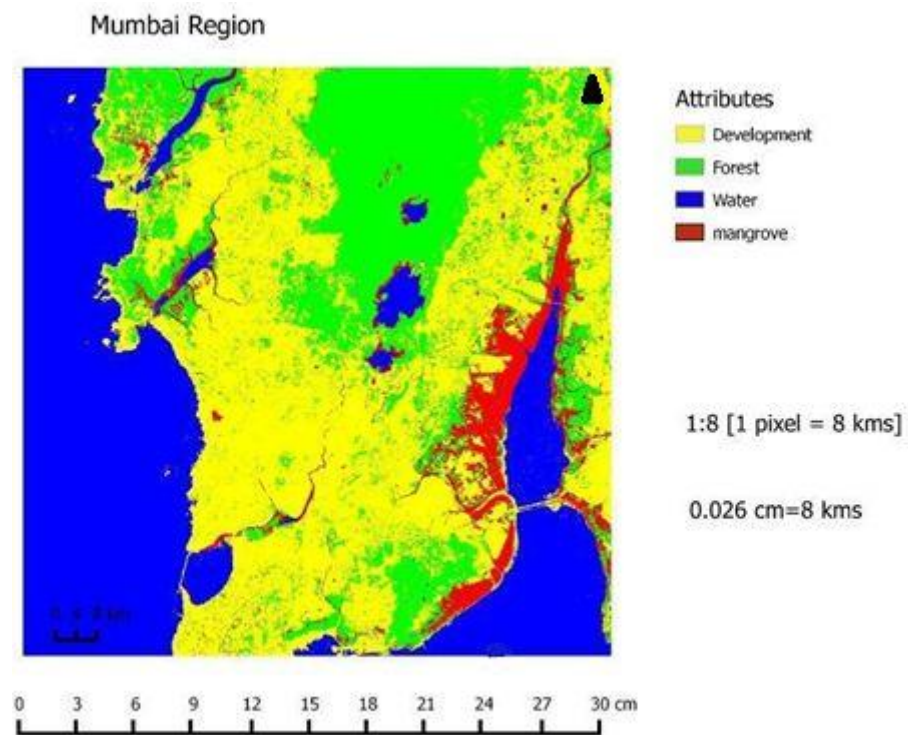 Mumbai Region
Attributes
Development
Forest
Water
mangrove
1:8 [1 pixel = 8 kms]
0.026 cm=8 kms
0 3 6 9 12 15 18 21 24 27 30 cm